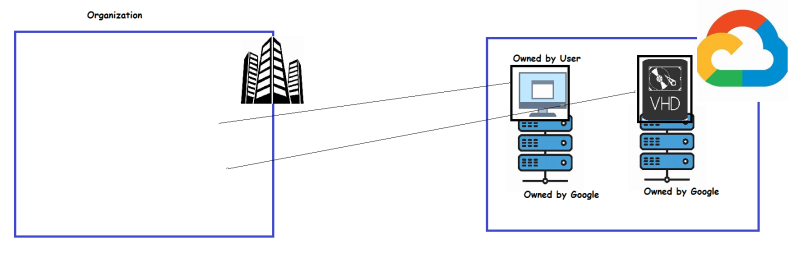 Organization
Owned by User
VHD
Owned by Google
Owned by Google